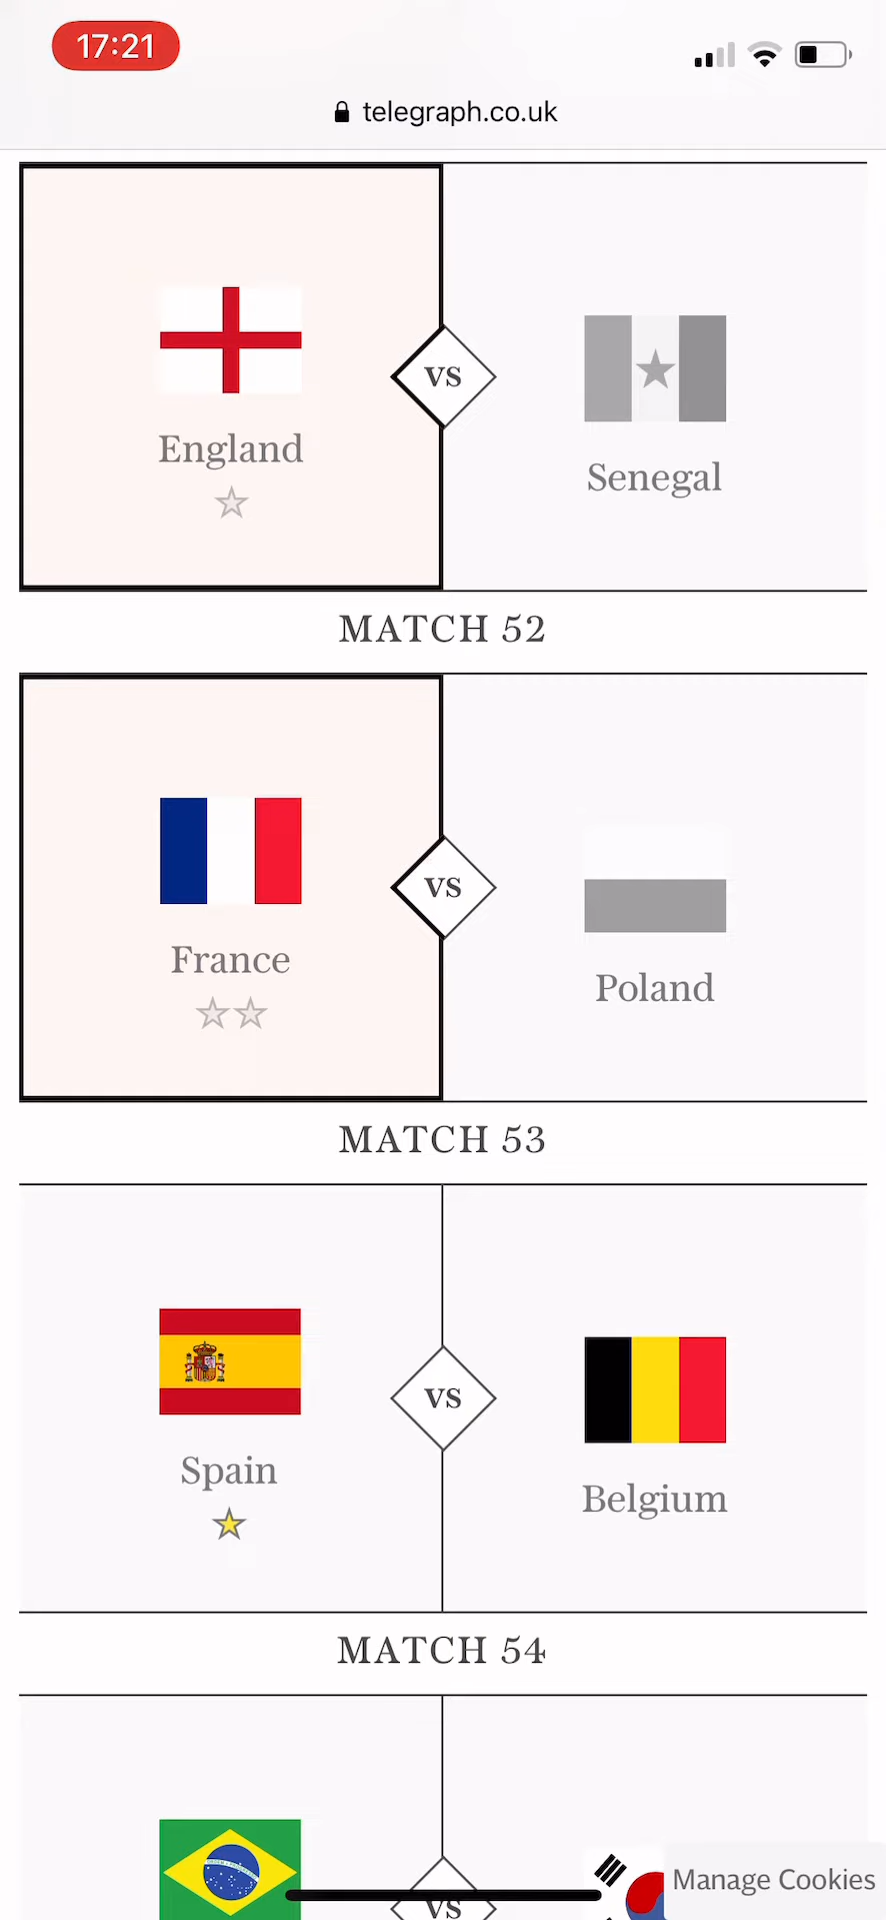 17:21
telegraph.co.uk
England
VS
Senegal
MATCH 52
France
VS
Poland
MATCH 53
Spain
VS
Belgium
MATCH 54
VS
Manage Cookies